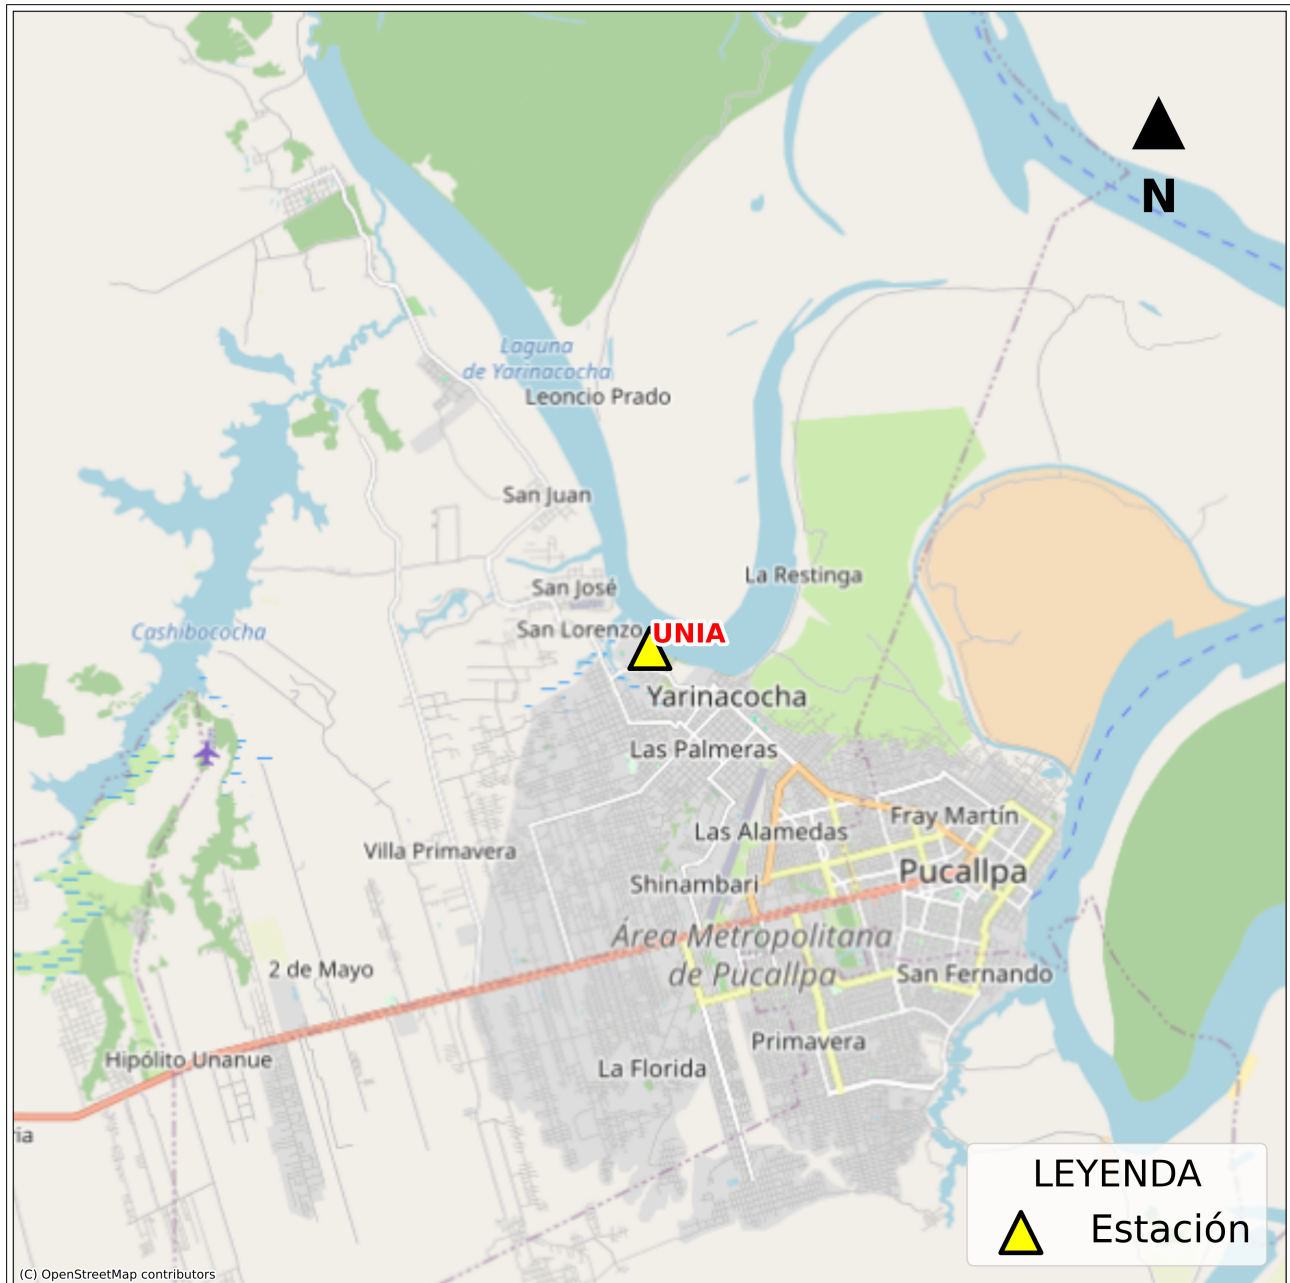 N
Laguna
de Yarinacocha
Leoncio Prado
San Juan
La Restinga
San José
San Lorenzo
UNIA
Cashibococha
Yarinacocha
Las Palmeras
Fray Martín
Las Alamedas
Villa Primavera
Pucallpa
Shinambari
Área Metropolitana
de Pucallpa
2 de Mayo
San Fernando
Primavera
Hipólito Unanue
La Florida
ia
LEYENDA
Estación
(C) OpenStreetMap contributors